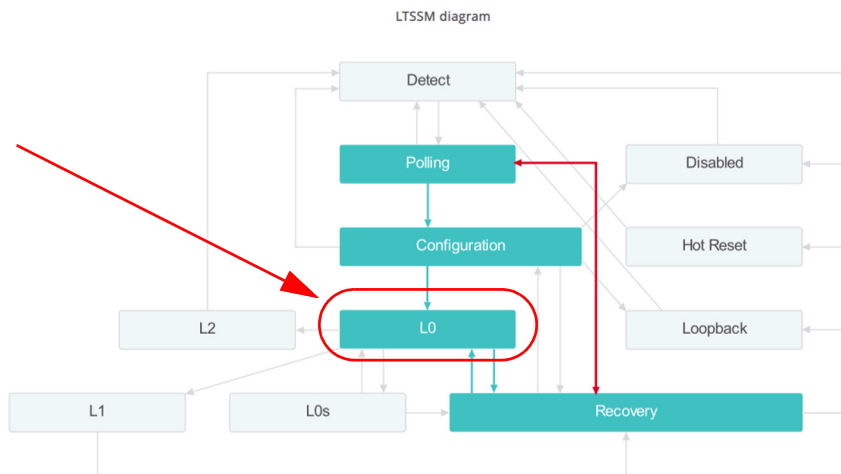 LTSSM diagram
Detect
Polling
Disabled
Configuration
Hot Reset
L2
L0
Loopback
L1
L0s
Recovery